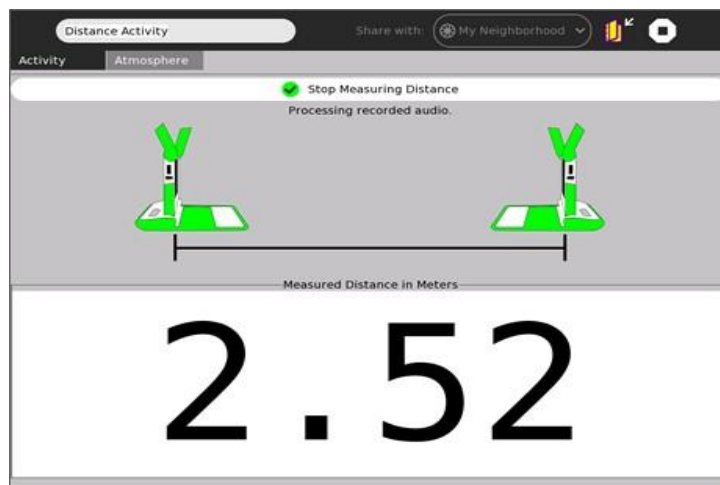 Distance Activity
Share with: My Neighborhood
Activity
Atmosphere
Stop Measuring Distance
Processing recorded audio.
Measured Distance in Meters
2.52